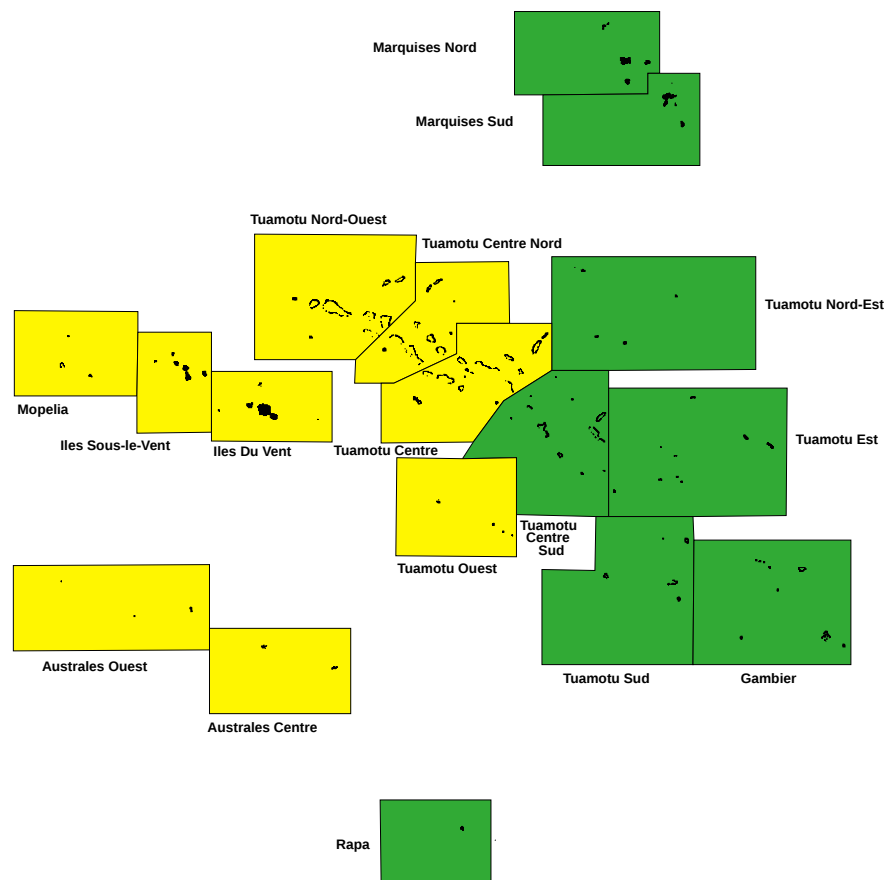 Marquises Nord
Marquises Sud
Tuamotu Nord-Ouest
Tuamotu Centre Nord
Tuamotu Nord-Est
Mopelia
Iles Sous-le-Vent
Iles Du Vent
Tuamotu Centre
Tuamotu Est
Tuamotu
Centre
Sud
Tuamotu Ouest
Australes Ouest
Tuamotu Sud
Gambier
Australes Centre
Rapa